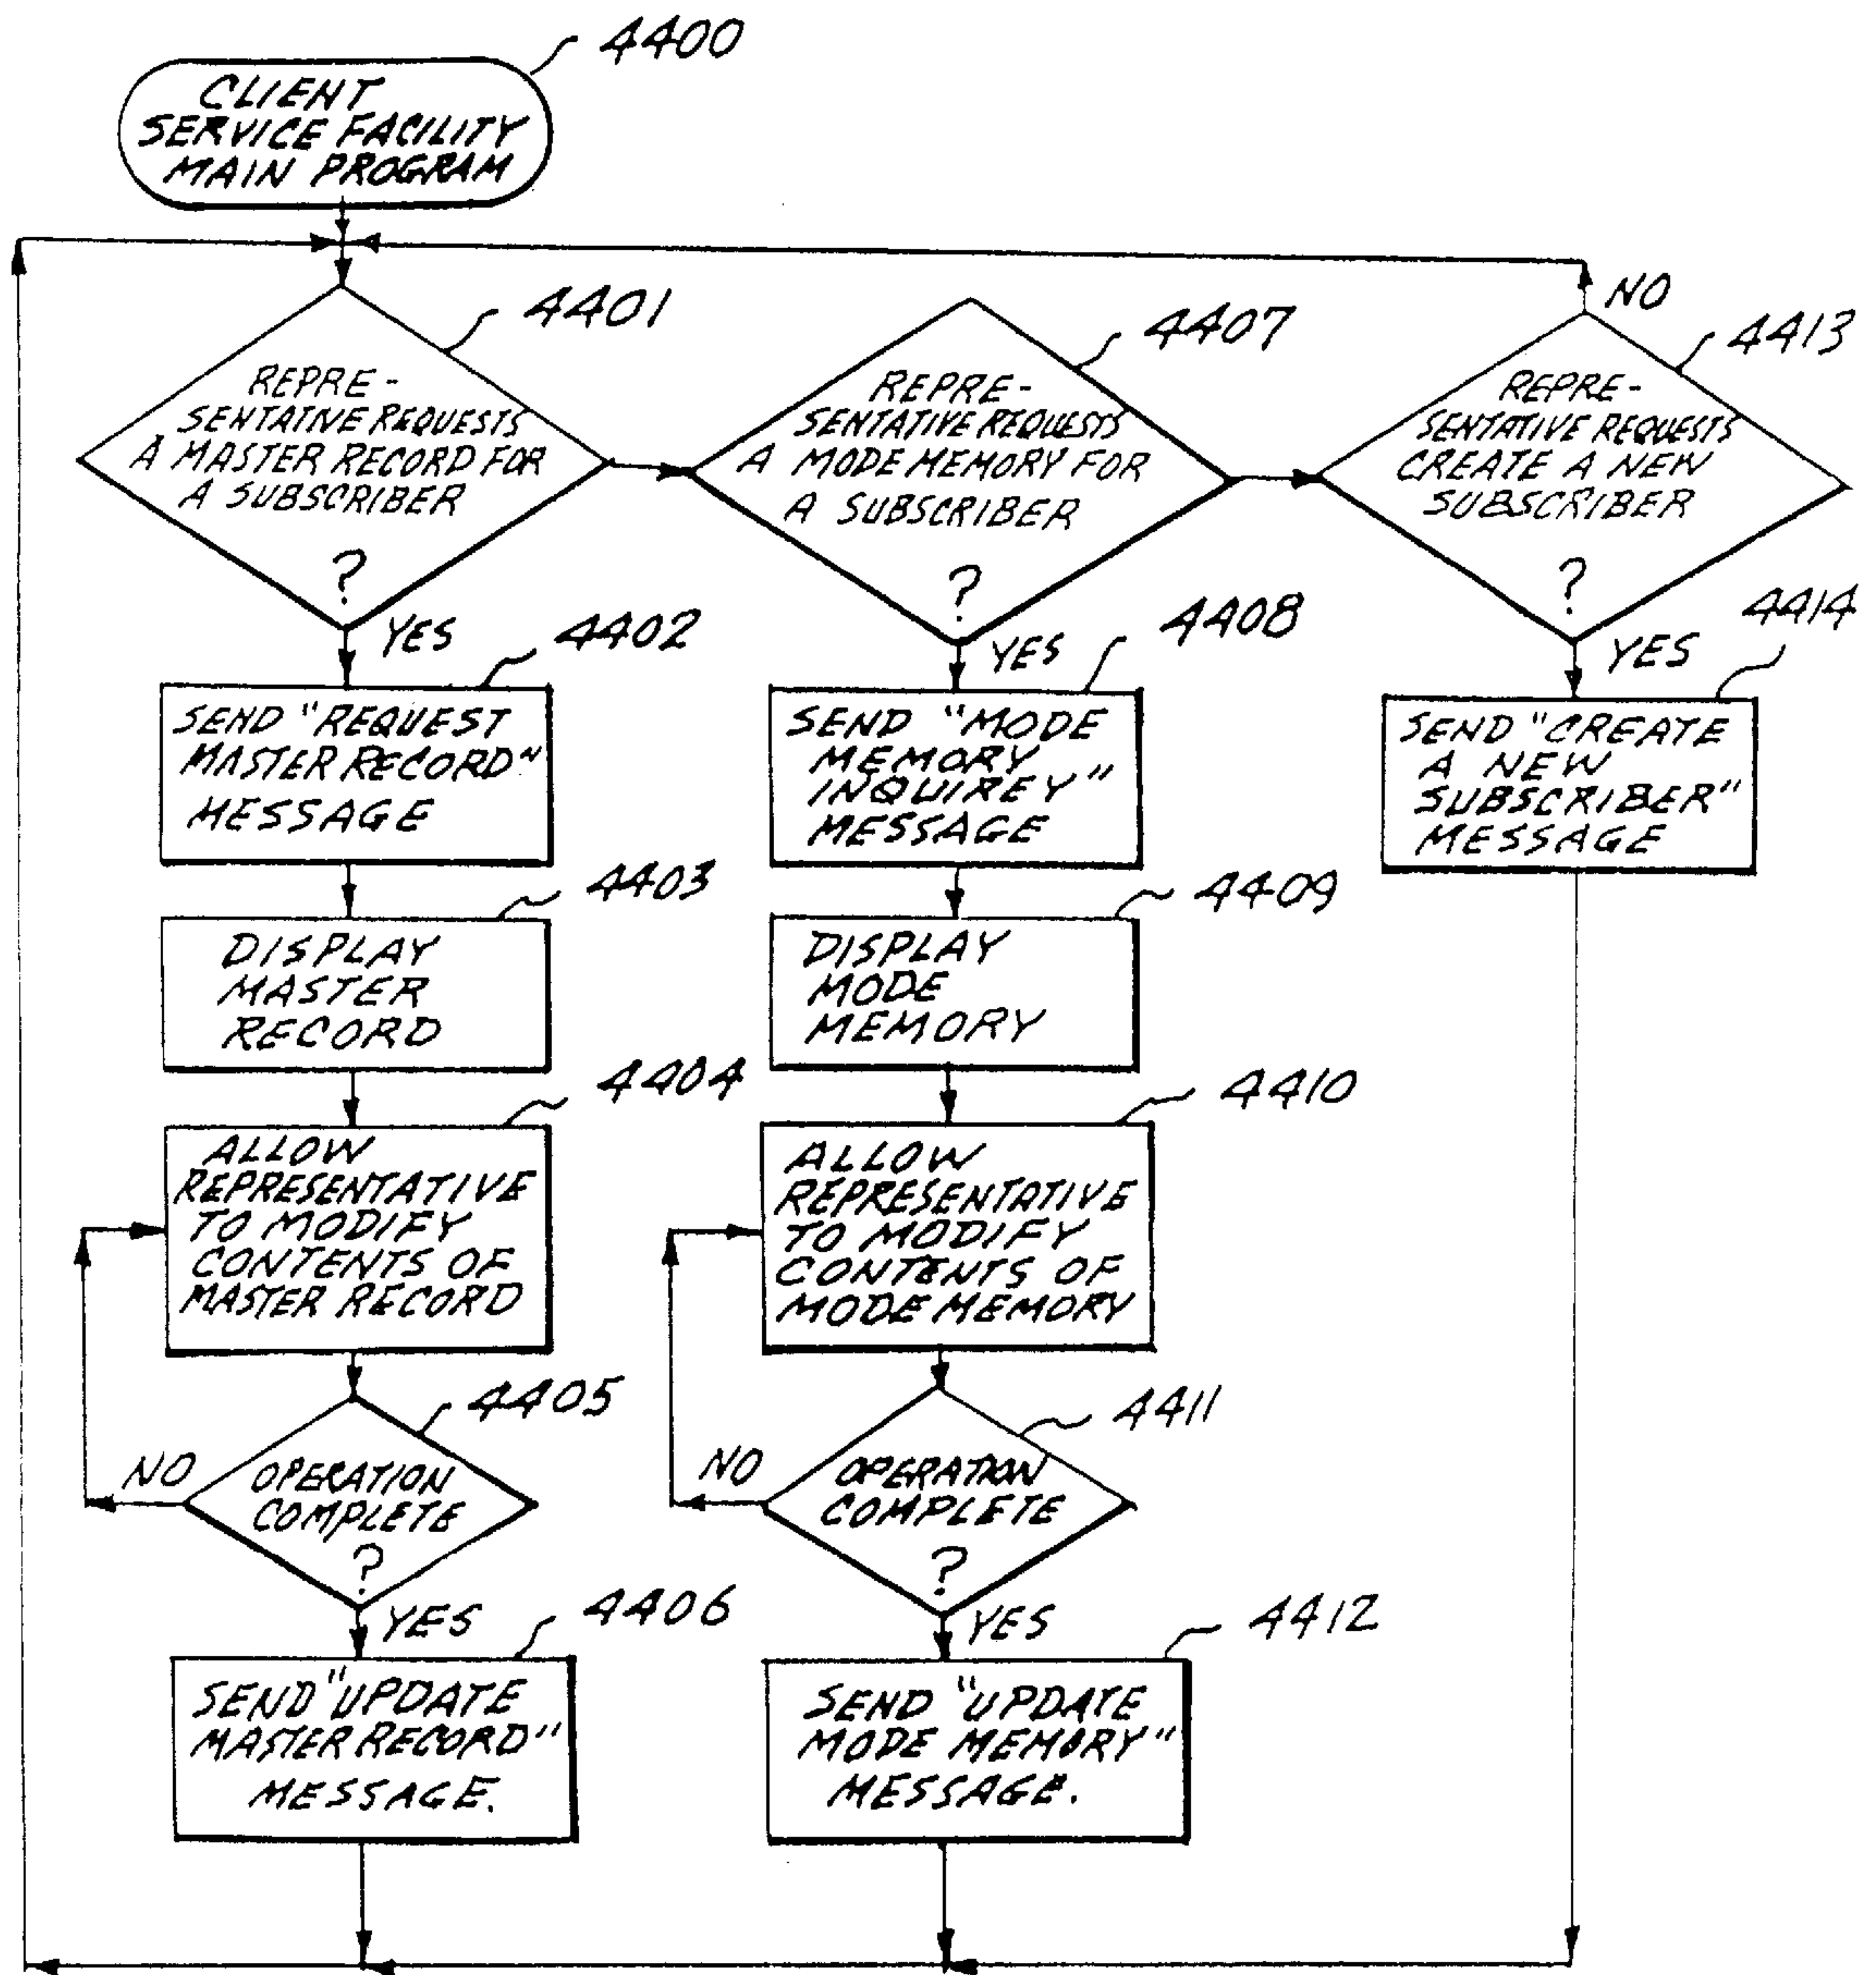 4400
CLIENT
SERVICE FACILITY
MAIN PROGRAM
4401
REPRE-
SENTATIVE REQUESTS
A MASTER RECORD FOR
A SUBSCRIBER
?
YES
4402
SEND "REQUEST
MASTER RECORD"
MESSAGE
4403
DISPLAY
MASTER
RECORD
4404
ALLOW
REPRESENTATIVE
TO MODIFY
CONTENTS OF
MASTER RECORD
4405
NO
OPERATION
COMPLETE
?
YES
4406
SEND "UPDATE
MASTER RECORD"
MESSAGE.
4407
REPRE-
SENTATIVE REQUESTS
A MODE MEMORY FOR
A SUBSCRIBER
?
YES
4408
SEND "MODE
MEMORY
INQUIREY"
MESSAGE
4409
DISPLAY
MODE
MEMORY
4410
ALLOW
REPRESENTATIVE
TO MODIFY
CONTENTS OF
MODE MEMORY
4411
NO
OPERATION
COMPLETE
?
YES
4412
SEND "UPDATE
MODE MEMORY"
MESSAGE.
NO
4413
REPRE-
SENTATIVE REQUESTS
CREATE A NEW
SUBSCRIBER
?
YES
4414
SEND "CREATE
A NEW
SUBSCRIBER"
MESSAGE